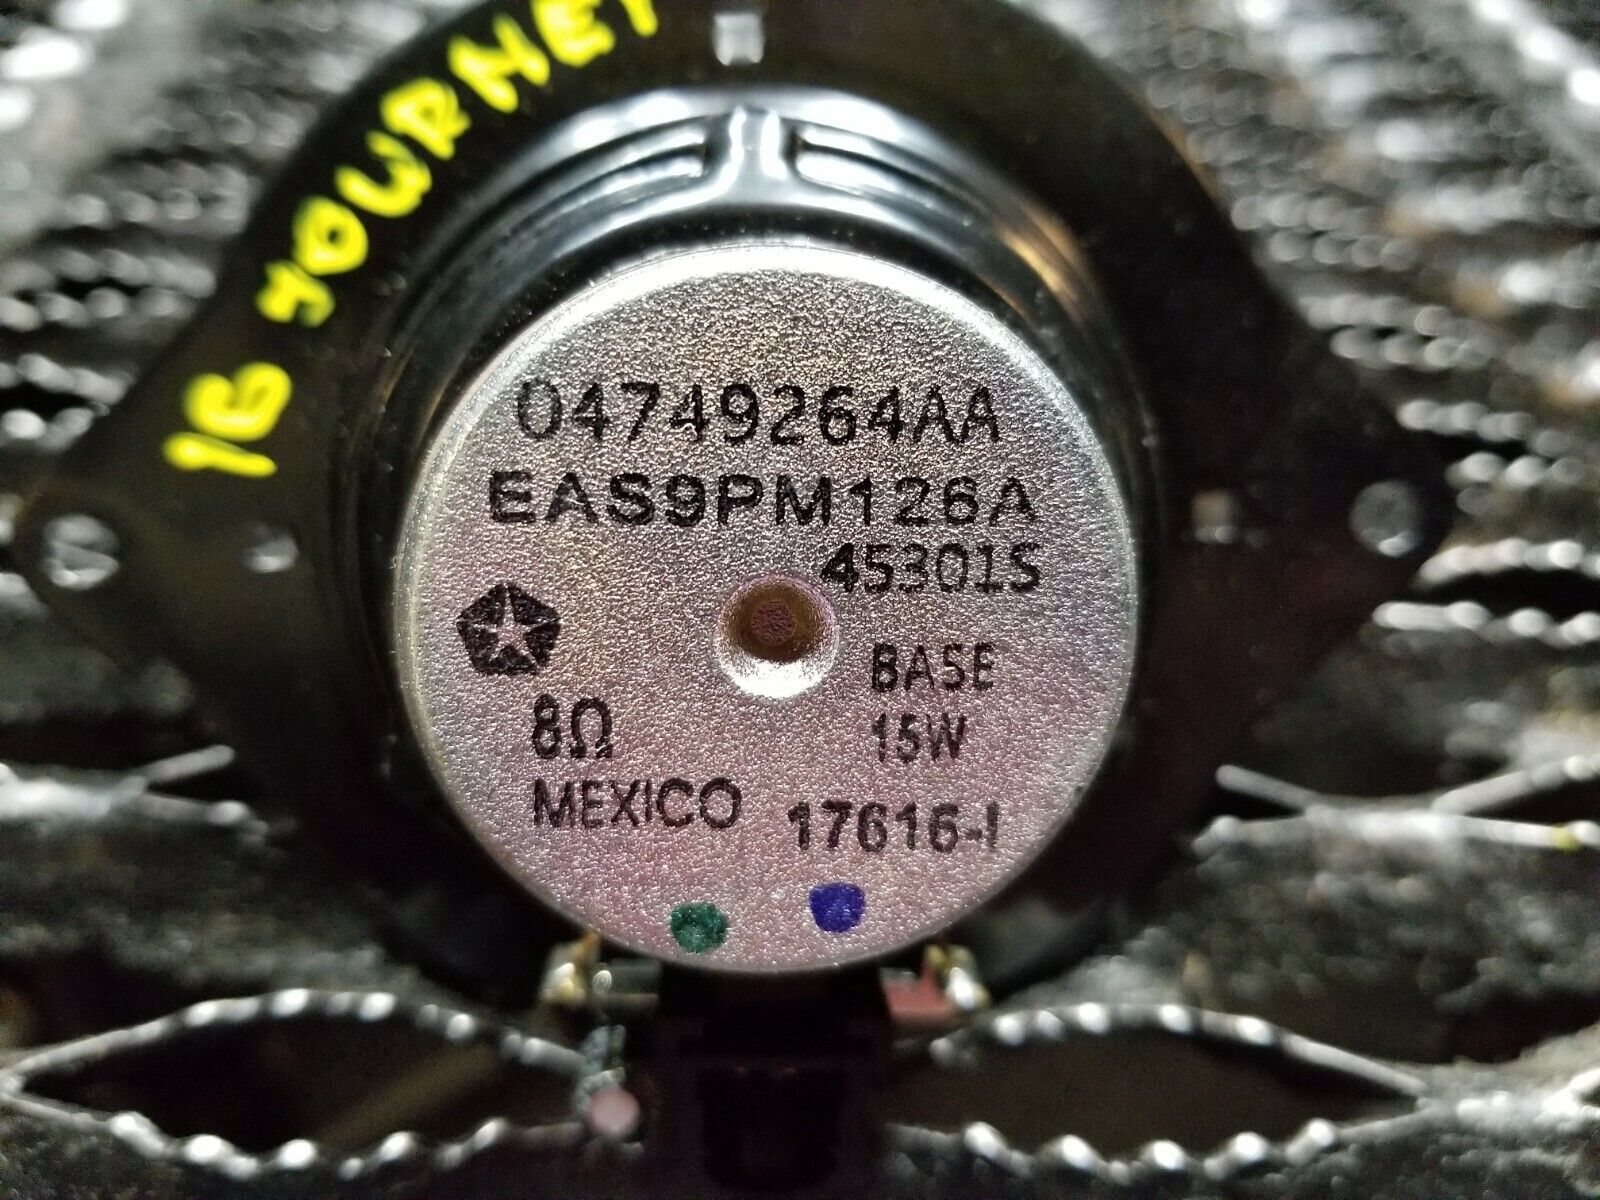 16 JOURNEY
04749264AA
EAS9PM126A
45301S
BASE
8Ω
15W
MEXICO
17616-I